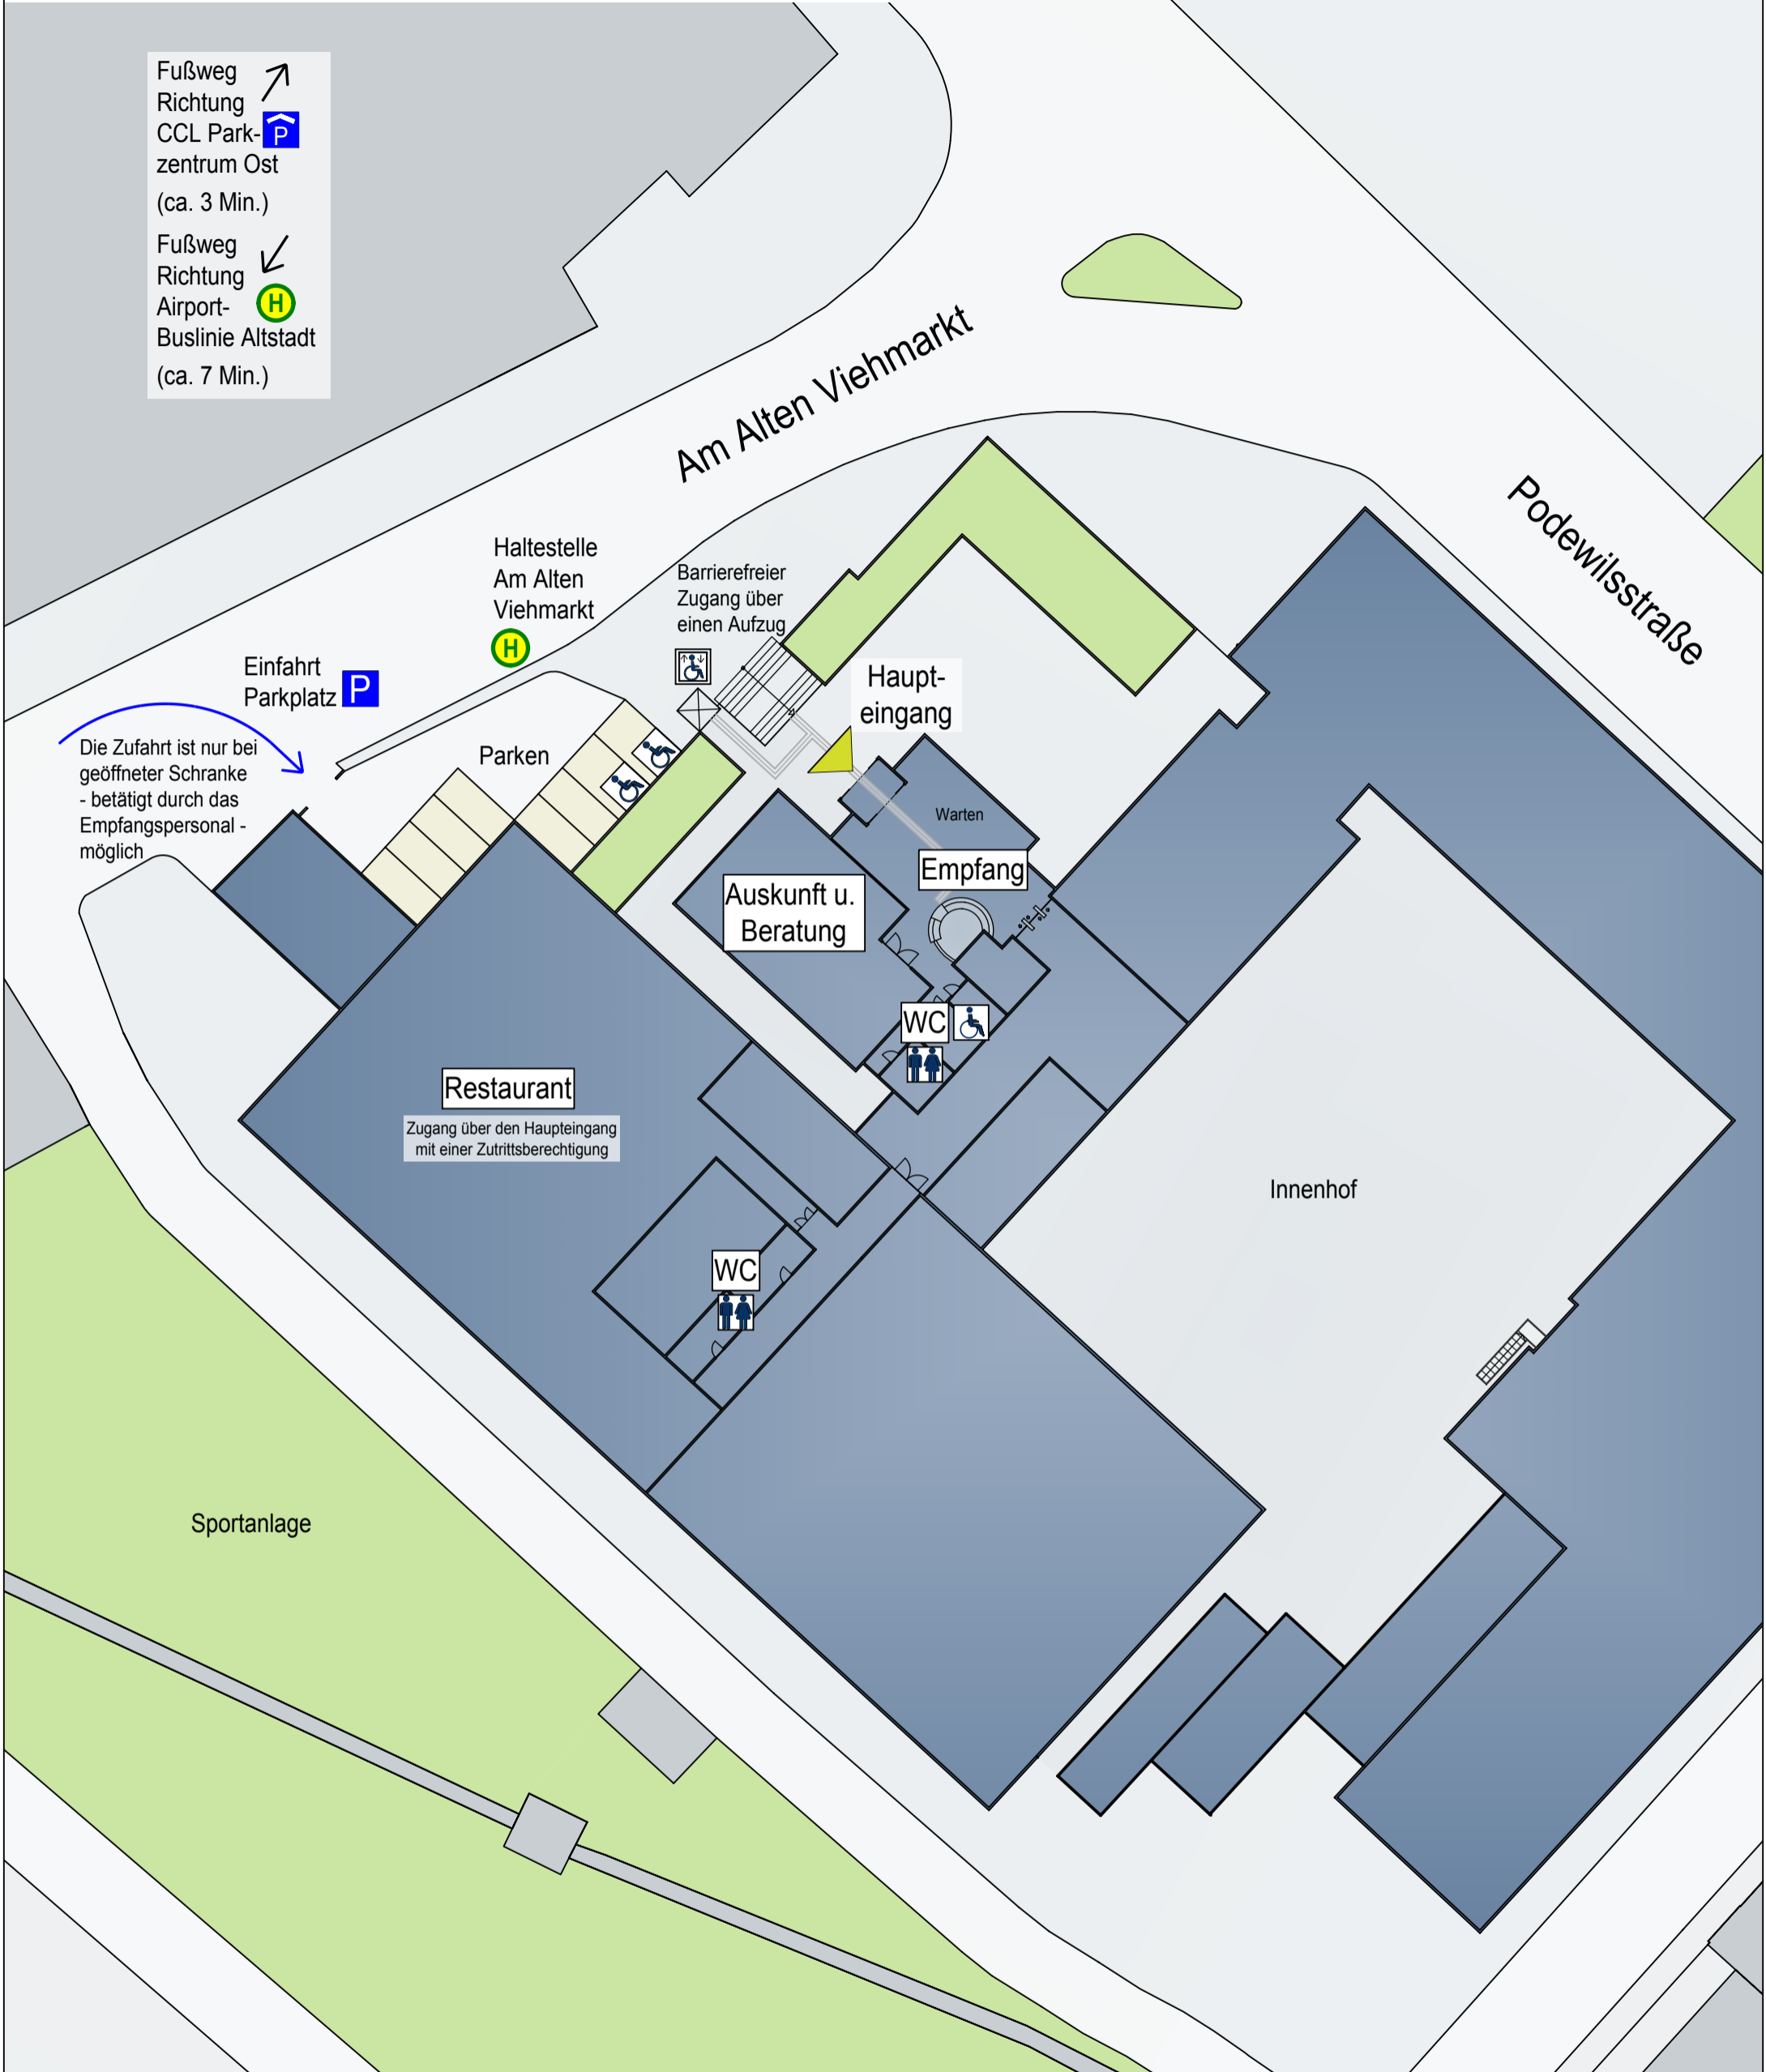 Fußweg
Richtung
CCL Park-
P
zentrum Ost
(ca. 3 Min.)
Fußweg
Richtung
Airport-
H
Buslinie Altstadt
(ca. 7 Min.)
Am Alten Viehmarkt
Podewilsstraße
Haltestelle
Am Alten
Viehmarkt
H
Barrierefreier
Zugang über
einen Aufzug
Einfahrt
Parkplatz P
Haupt-
eingang
Die Zufahrt ist nur bei
geöffneter Schranke
- betätigt durch das
Empfangspersonal -
möglich
Parken
Warten
Empfang
Auskunft u.
Beratung
WC
Restaurant
Zugang über den Haupteingang
mit einer Zutrittsberechtigung
Innenhof
WC
Sportanlage